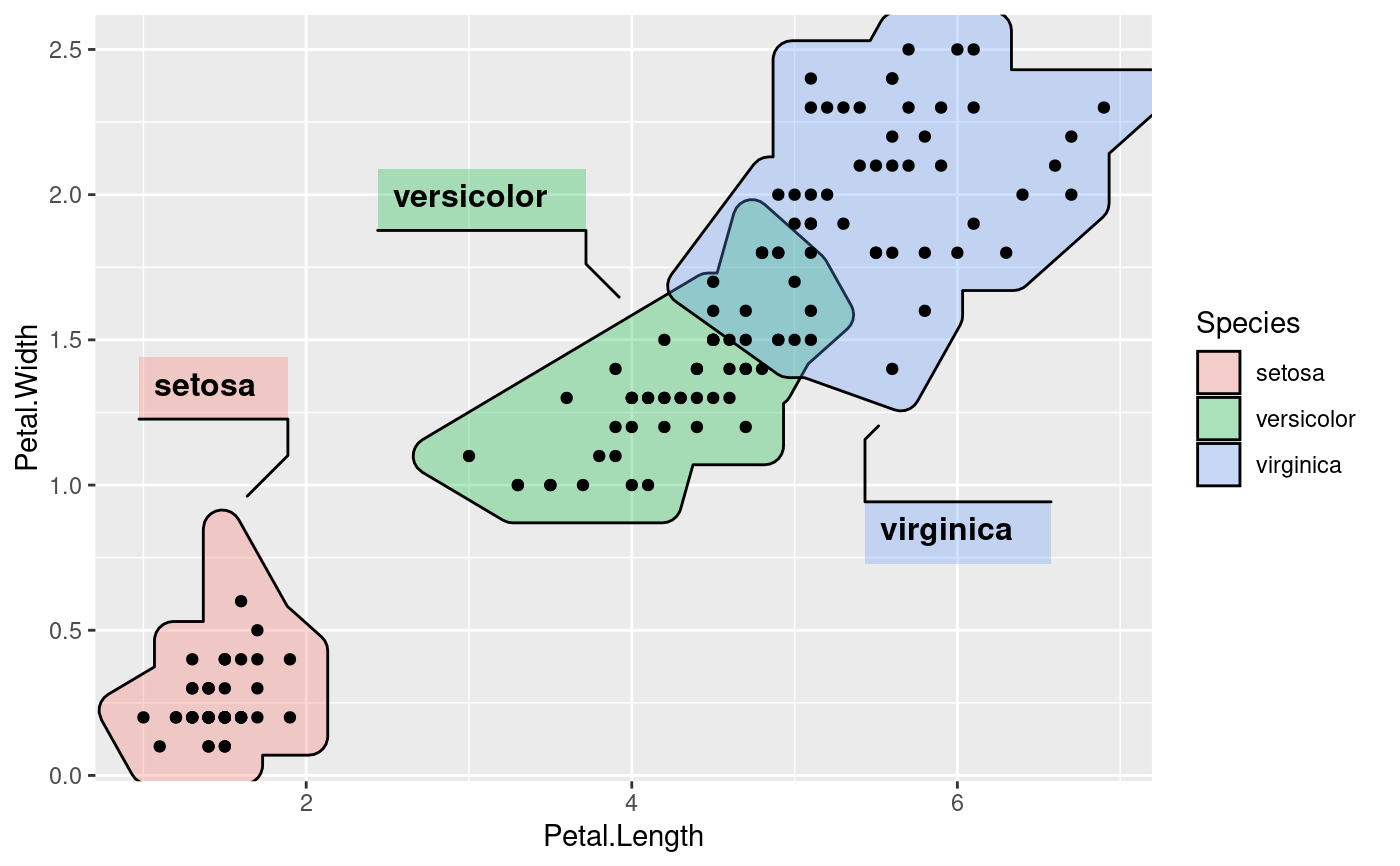 2.5
2.0
1.5
1.0
0.5
0.0
Petal.Width
versicolor
setosa
virginica
2
4
6
Petal.Length
Species
setosa
versicolor
virginica